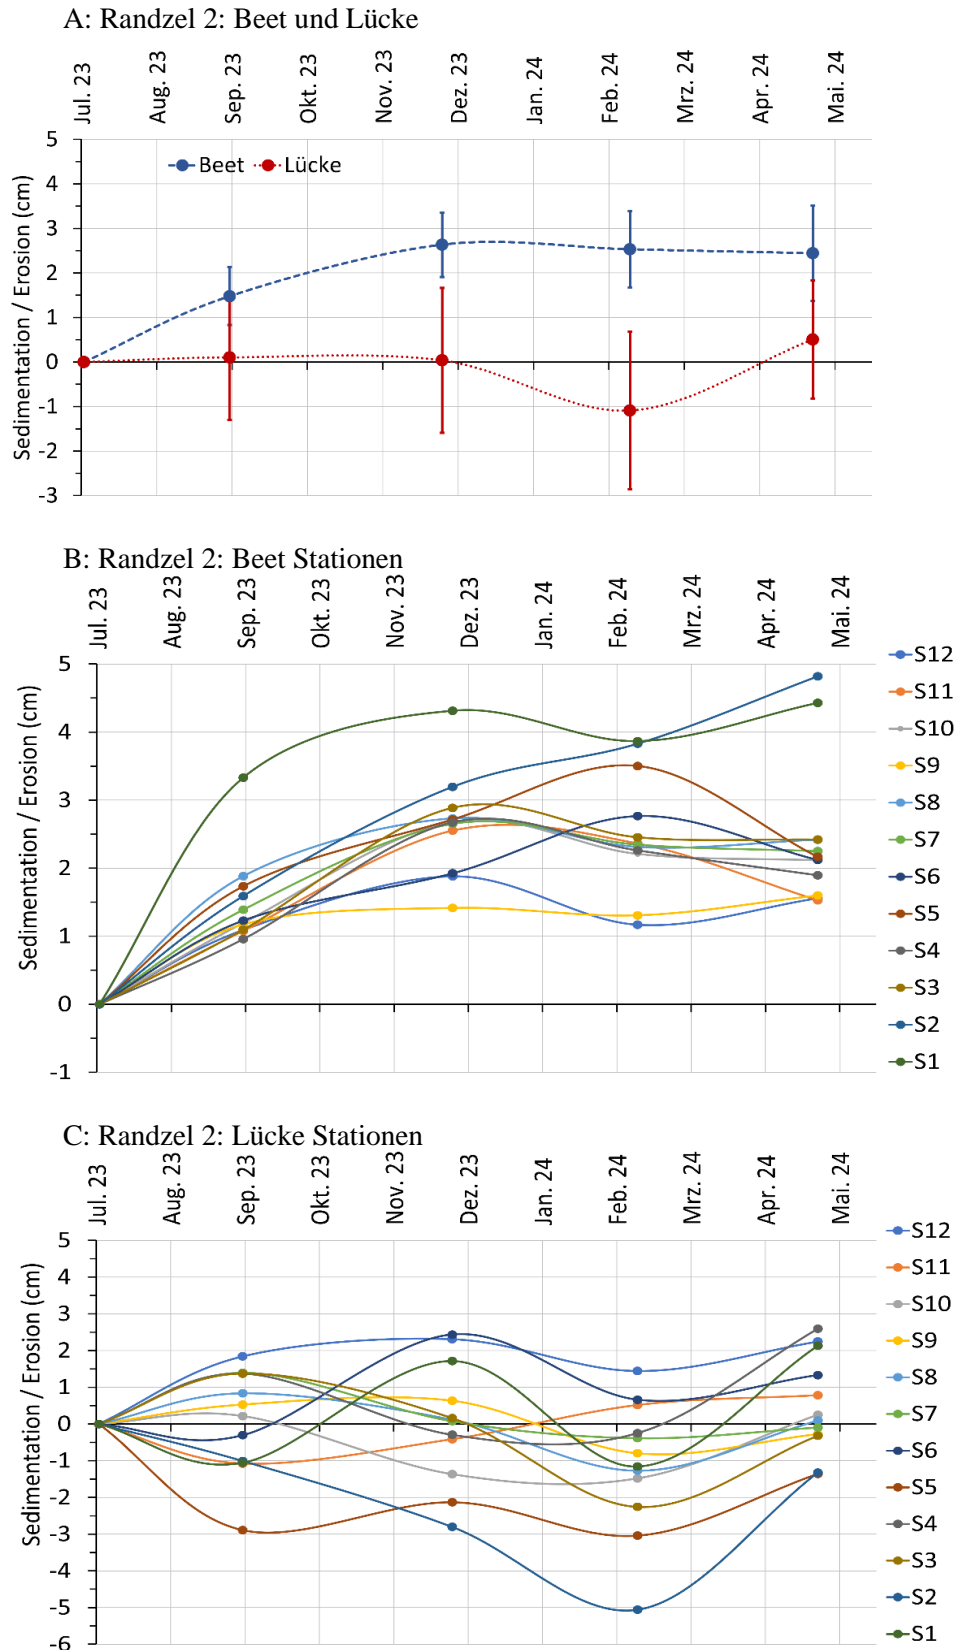 A: Randzel 2: Beet und Lücke
Jul. 23
Aug. 23
Sep. 23
Okt. 23
Nov. 23
Dez. 23
Jan. 24
Feb. 24
Mrz. 24
Apr. 24
Mai. 24
Sedimentation / Erosion (cm)
5
4
3
2
1
0
-1
-2
-3
Beet
Lücke
B: Randzel 2: Beet Stationen
Jul. 23
Aug. 23
Sep. 23
Okt. 23
Nov. 23
Dez. 23
Jan. 24
Feb. 24
Mrz. 24
Apr. 24
Mai. 24
Sedimentation / Erosion (cm)
5
4
3
2
1
0
-1
S12
S11
S10
S9
S8
S7
S6
S5
S4
S3
S2
S1
C: Randzel 2: Lücke Stationen
Jul. 23
Aug. 23
Sep. 23
Okt. 23
Nov. 23
Dez. 23
Jan. 24
Feb. 24
Mrz. 24
Apr. 24
Mai. 24
Sedimentation / Erosion (cm)
5
4
3
2
1
0
-1
-2
-3
-4
-5
-6
S12
S11
S10
S9
S8
S7
S6
S5
S4
S3
S2
S1